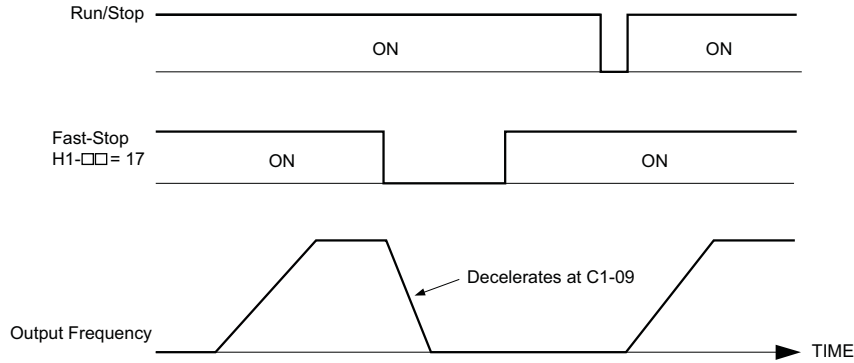 Run/Stop
ON
ON
Fast-Stop
H1-□□= 17
ON
ON
Decelerates at C1-09
Output Frequency
TIME